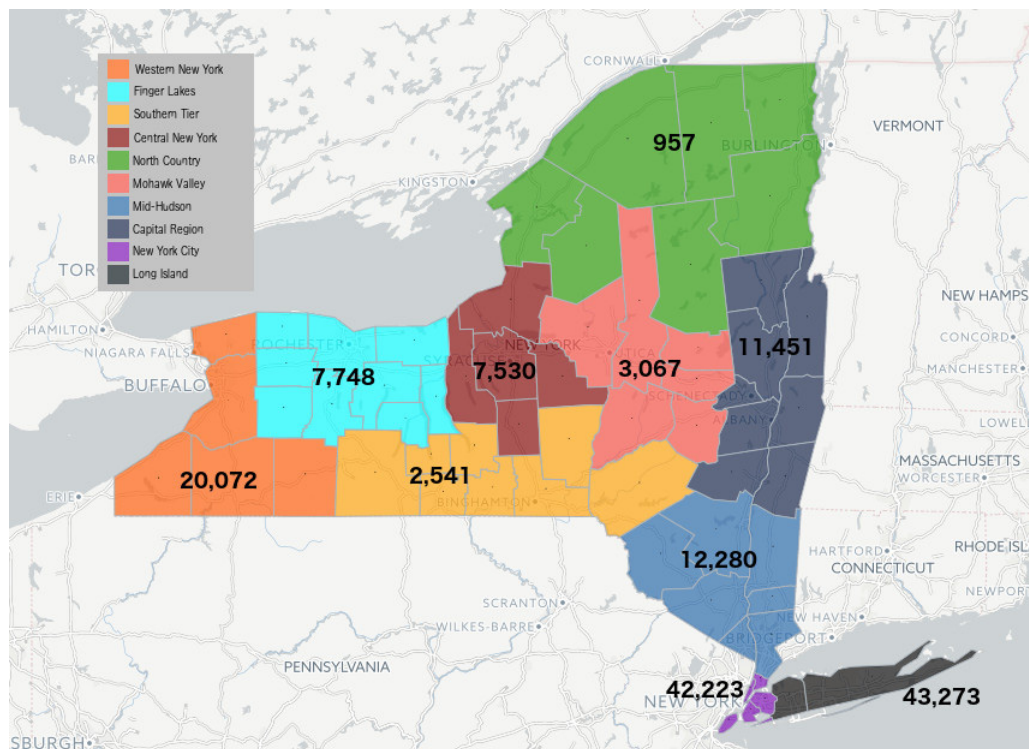 Western New York
Finger Lakes
Southern Tier
Central New York
North Country
Mohawk Valley
Mid-Hudson
Capital Region
New York City
Long Island
CORNWALL
957
BURLINGTON
VERMONT
BARR
KINGSTON
TOR
NEW HAMPS
HAMILTON
NIAGARA FALLS
ROCHESTER
SYRACUSE
NEW YORK
UTICA
11,451
CONCORD
BUFFALO
7,748
7,530
3,067
MANCHESTER
SCHENECTADY
ALBANY
LOWELL
MASSACHUSETTS
ERIE
20,072
2,541
WORCESTER
BINGHAMTON
12,280
HARTFORD
RHODE ISL
CONNECTICUT
NEWPORT
SCRANTON
WILKES-BARRE
NEW HAVEN
BRIDGEPORT
PENNSYLVANIA
42,223
NEW YORK
43,273
SBURGH